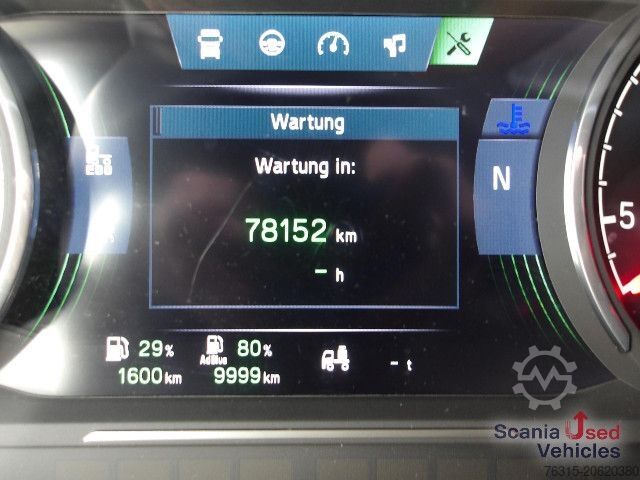 Wartung
Wartung in:
78152 km
- h
N
5
29%
1600 km
AdBlue 80%
9999 km
- t
Scania Used
Vehicles
76315-20620380